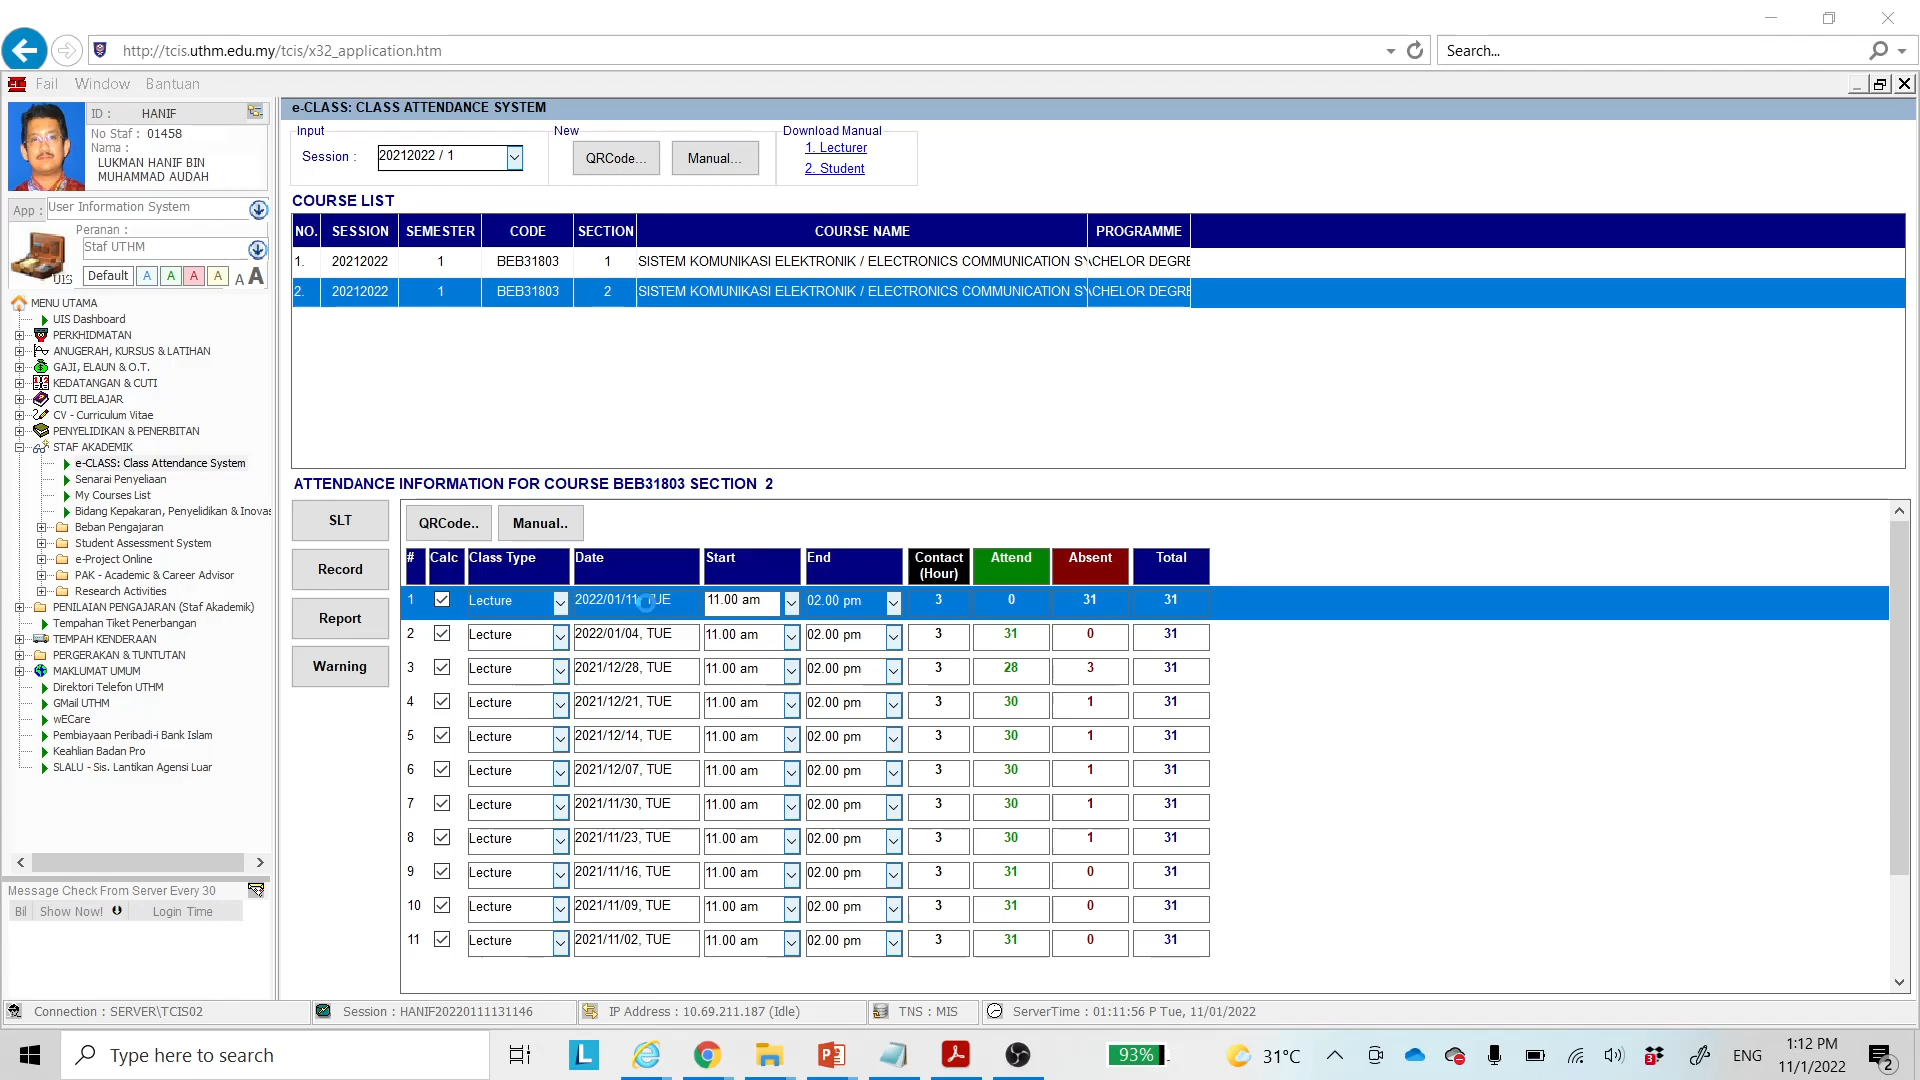 http://tcis.uthm.edu.my/tcis/x32_application.htm
Search...
Fail Window Bantuan
ID : HANIF
No Staf : 01458
Nama :
LUKMAN HANIF BIN
MUHAMMAD AUDAH
App : User Information System
Peranan :
Staf UTHM
UIS
Default A A A A A A
MENU UTAMA
UIS Dashboard
PERKHIDMATAN
ANUGERAH, KURSUS & LATIHAN
GAJI, ELAUN & O.T.
KEDATANGAN & CUTI
CUTI BELAJAR
CV - Curriculum Vitae
PENYELIDIKAN & PENERBITAN
STAF AKADEMIK
e-CLASS: Class Attendance System
Senarai Penyeliaan
My Courses List
Bidang Kepakaran, Penyelidikan & Inovas
Beban Pengajaran
Student Assessment System
e-Project Online
PAK - Academic & Career Advisor
Research Activities
PENILAIAN PENGAJARAN (Staf Akademik)
Tempahan Tiket Penerbangan
TEMPAH KENDERAAN
PERGERAKAN & TUNTUTAN
MAKLUMAT UMUM
Direktori Telefon UTHM
GMail UTHM
wECare
Pembiayaan Peribadi-i Bank Islam
Keahlian Badan Pro
SLALU - Sis. Lantikan Agensi Luar
Message Check From Server Every 30
Bil Show Now! Login Time
e-CLASS: CLASS ATTENDANCE SYSTEM
Input
Session : 20212022 / 1
New
QRCode... Manual...
Download Manual
1. Lecturer
2. Student
COURSE LIST
NO. SESSION SEMESTER CODE SECTION COURSE NAME PROGRAMME
1. 20212022 1 BEB31803 1 SISTEM KOMUNIKASI ELEKTRONIK / ELECTRONICS COMMUNICATION SY ACHELOR DEGRE
2. 20212022 1 BEB31803 2 SISTEM KOMUNIKASI ELEKTRONIK / ELECTRONICS COMMUNICATION SY ACHELOR DEGRE
ATTENDANCE INFORMATION FOR COURSE BEB31803 SECTION 2
SLT
Record
Report
Warning
QRCode.. Manual..
# Calc Class Type Date Start End Contact (Hour) Attend Absent Total
1 Lecture 2022/01/11, TUE 11.00 am 02.00 pm 3 0 31 31
2 Lecture 2022/01/04, TUE 11.00 am 02.00 pm 3 31 0 31
3 Lecture 2021/12/28, TUE 11.00 am 02.00 pm 3 28 3 31
4 Lecture 2021/12/21, TUE 11.00 am 02.00 pm 3 30 1 31
5 Lecture 2021/12/14, TUE 11.00 am 02.00 pm 3 30 1 31
6 Lecture 2021/12/07, TUE 11.00 am 02.00 pm 3 30 1 31
7 Lecture 2021/11/30, TUE 11.00 am 02.00 pm 3 30 1 31
8 Lecture 2021/11/23, TUE 11.00 am 02.00 pm 3 30 1 31
9 Lecture 2021/11/16, TUE 11.00 am 02.00 pm 3 31 0 31
10 Lecture 2021/11/09, TUE 11.00 am 02.00 pm 3 31 0 31
11 Lecture 2021/11/02, TUE 11.00 am 02.00 pm 3 31 0 31
Connection : SERVER\TCIS02 Session : HANIF20220111131146 IP Address : 10.69.211.187 (Idle) TNS : MIS ServerTime : 01:11:56 P Tue, 11/01/2022
Type here to search
93%
31°C
3
ENG
1:12 PM
11/1/2022
2